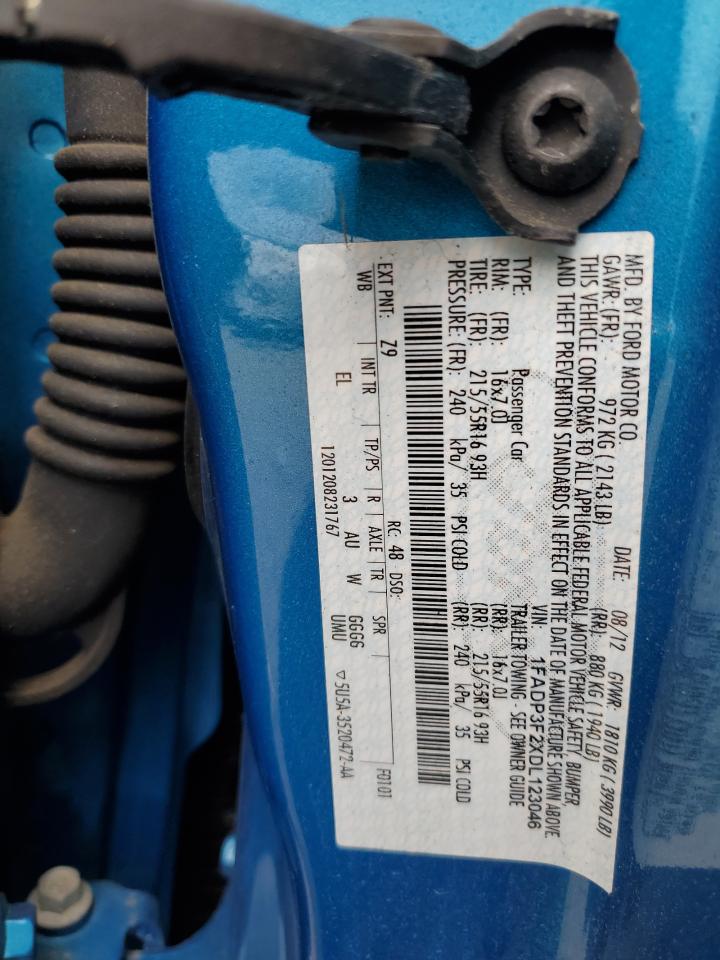 MFD. BY FORD MOTOR CO.
DATE: 08/12 GVWR: 1810 KG ( 3990 LB)
GAWR: (FR): 972 KG ( 2143 LB) (RR): 880 KG ( 1940 LB)
THIS VEHICLE CONFORMS TO ALL APPLICABLE FEDERAL MOTOR VEHICLE SAFETY, BUMPER,
AND THEFT PREVENTION STANDARDS IN EFFECT ON THE DATE OF MANUFACTURE SHOWN ABOVE.
VIN: 1FADP3F2XDL123046
TYPE: Passenger Car TRAILER TOWING - SEE OWNER GUIDE
RIM: (FR): 16x7.0J (RR): 16x7.0J
TIRE: (FR): 215/55R16 93H (RR): 215/55R16 93H
PRESSURE: (FR): 240 kPa/ 35 PSI COLD (RR): 240 kPa/ 35 PSI COLD
F0101
EXT PNT: Z9 RC: 48 DSO:
WB INT TR TP/PS R AXLE TR SPR
EL 3 AU W GGGG
UMU
1201208231767 ▽ 5U5A-3520472-AA